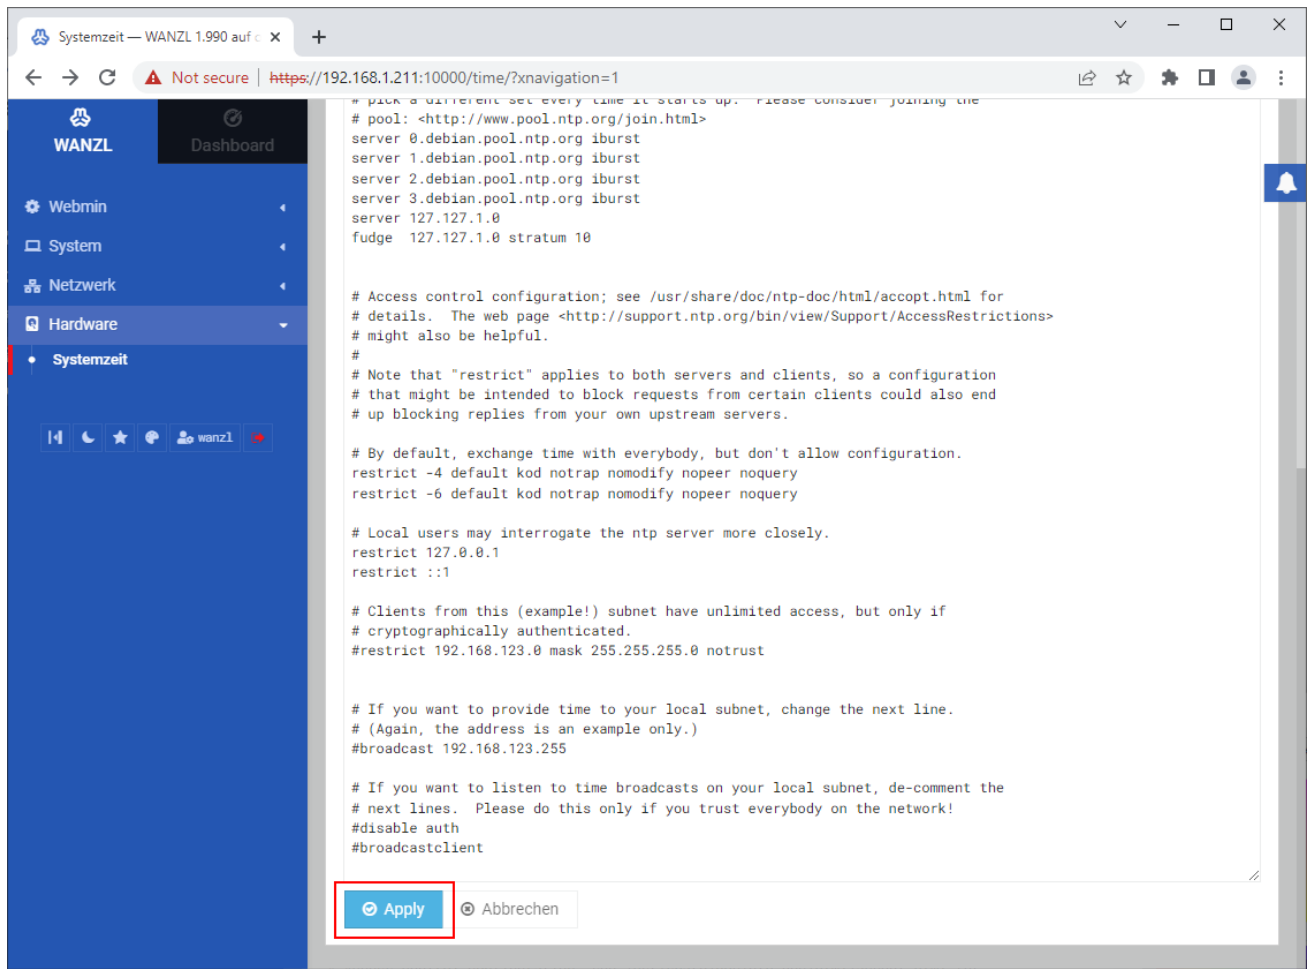 Systemzeit — WANZL 1.990 auf
Not secure | https://192.168.1.211:10000/time/?xnavigation=1
WANZL
Dashboard
Webmin
System
Netzwerk
Hardware
Systemzeit
wanzl
# pick a different set every time it starts up.  Please consider joining the
# pool: <http://www.pool.ntp.org/join.html>
server 0.debian.pool.ntp.org iburst
server 1.debian.pool.ntp.org iburst
server 2.debian.pool.ntp.org iburst
server 3.debian.pool.ntp.org iburst
server 127.127.1.0
fudge  127.127.1.0 stratum 10
# Access control configuration; see /usr/share/doc/ntp-doc/html/accopt.html for
# details.  The web page <http://support.ntp.org/bin/view/Support/AccessRestrictions>
# might also be helpful.
#
# Note that "restrict" applies to both servers and clients, so a configuration
# that might be intended to block requests from certain clients could also end
# up blocking replies from your own upstream servers.
# By default, exchange time with everybody, but don't allow configuration.
restrict -4 default kod notrap nomodify nopeer noquery
restrict -6 default kod notrap nomodify nopeer noquery
# Local users may interrogate the ntp server more closely.
restrict 127.0.0.1
restrict ::1
# Clients from this (example!) subnet have unlimited access, but only if
# cryptographically authenticated.
#restrict 192.168.123.0 mask 255.255.255.0 notrust
# If you want to provide time to your local subnet, change the next line.
# (Again, the address is an example only.)
#broadcast 192.168.123.255
# If you want to listen to time broadcasts on your local subnet, de-comment the
# next lines.  Please do this only if you trust everybody on the network!
#disable auth
#broadcastclient
Apply
Abbrechen